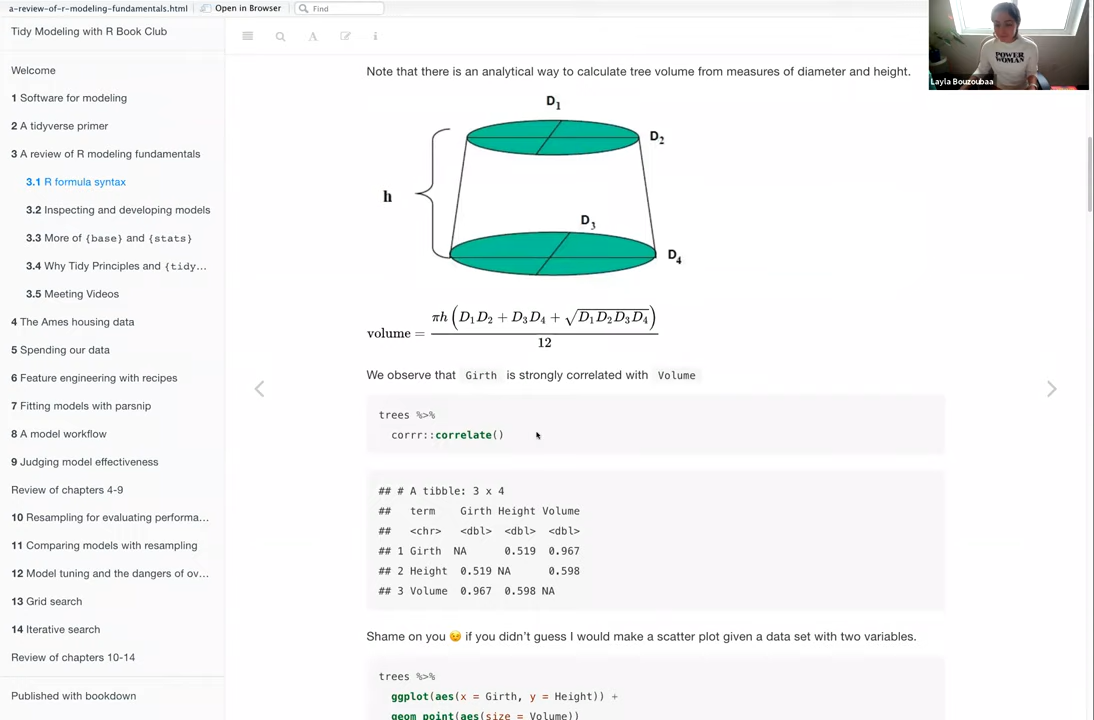 a-review-of-r-modeling-fundamentals.html
Open in Browser
Find
Tidy Modeling with R Book Club
Welcome
1 Software for modeling
2 A tidyverse primer
3 A review of R modeling fundamentals
3.1 R formula syntax
3.2 Inspecting and developing models
3.3 More of {base} and {stats}
3.4 Why Tidy Principles and {tidy...
3.5 Meeting Videos
4 The Ames housing data
5 Spending our data
6 Feature engineering with recipes
7 Fitting models with parsnip
8 A model workflow
9 Judging model effectiveness
Review of chapters 4-9
10 Resampling for evaluating performa...
11 Comparing models with resampling
12 Model tuning and the dangers of ov...
13 Grid search
14 Iterative search
Review of chapters 10-14
Published with bookdown
A
i
Note that there is an analytical way to calculate tree volume from measures of diameter and height.
D1
D2
h
D3
D4
volume = πh (D1D2 + D3D4 + √D1D2D3D4)
12
We observe that Girth is strongly correlated with Volume
trees %>%
corrr::correlate()
## # A tibble: 3 x 4
## term Girth Height Volume
## <chr> <dbl> <dbl> <dbl>
## 1 Girth NA 0.519 0.967
## 2 Height 0.519 NA 0.598
## 3 Volume 0.967 0.598 NA
Shame on you 😉 if you didn't guess I would make a scatter plot given a data set with two variables.
trees %>%
ggplot(aes(x = Girth, y = Height)) +
geom_point(aes(size = Volume))
POWER
WOMAN
Layla Bouzoubaa